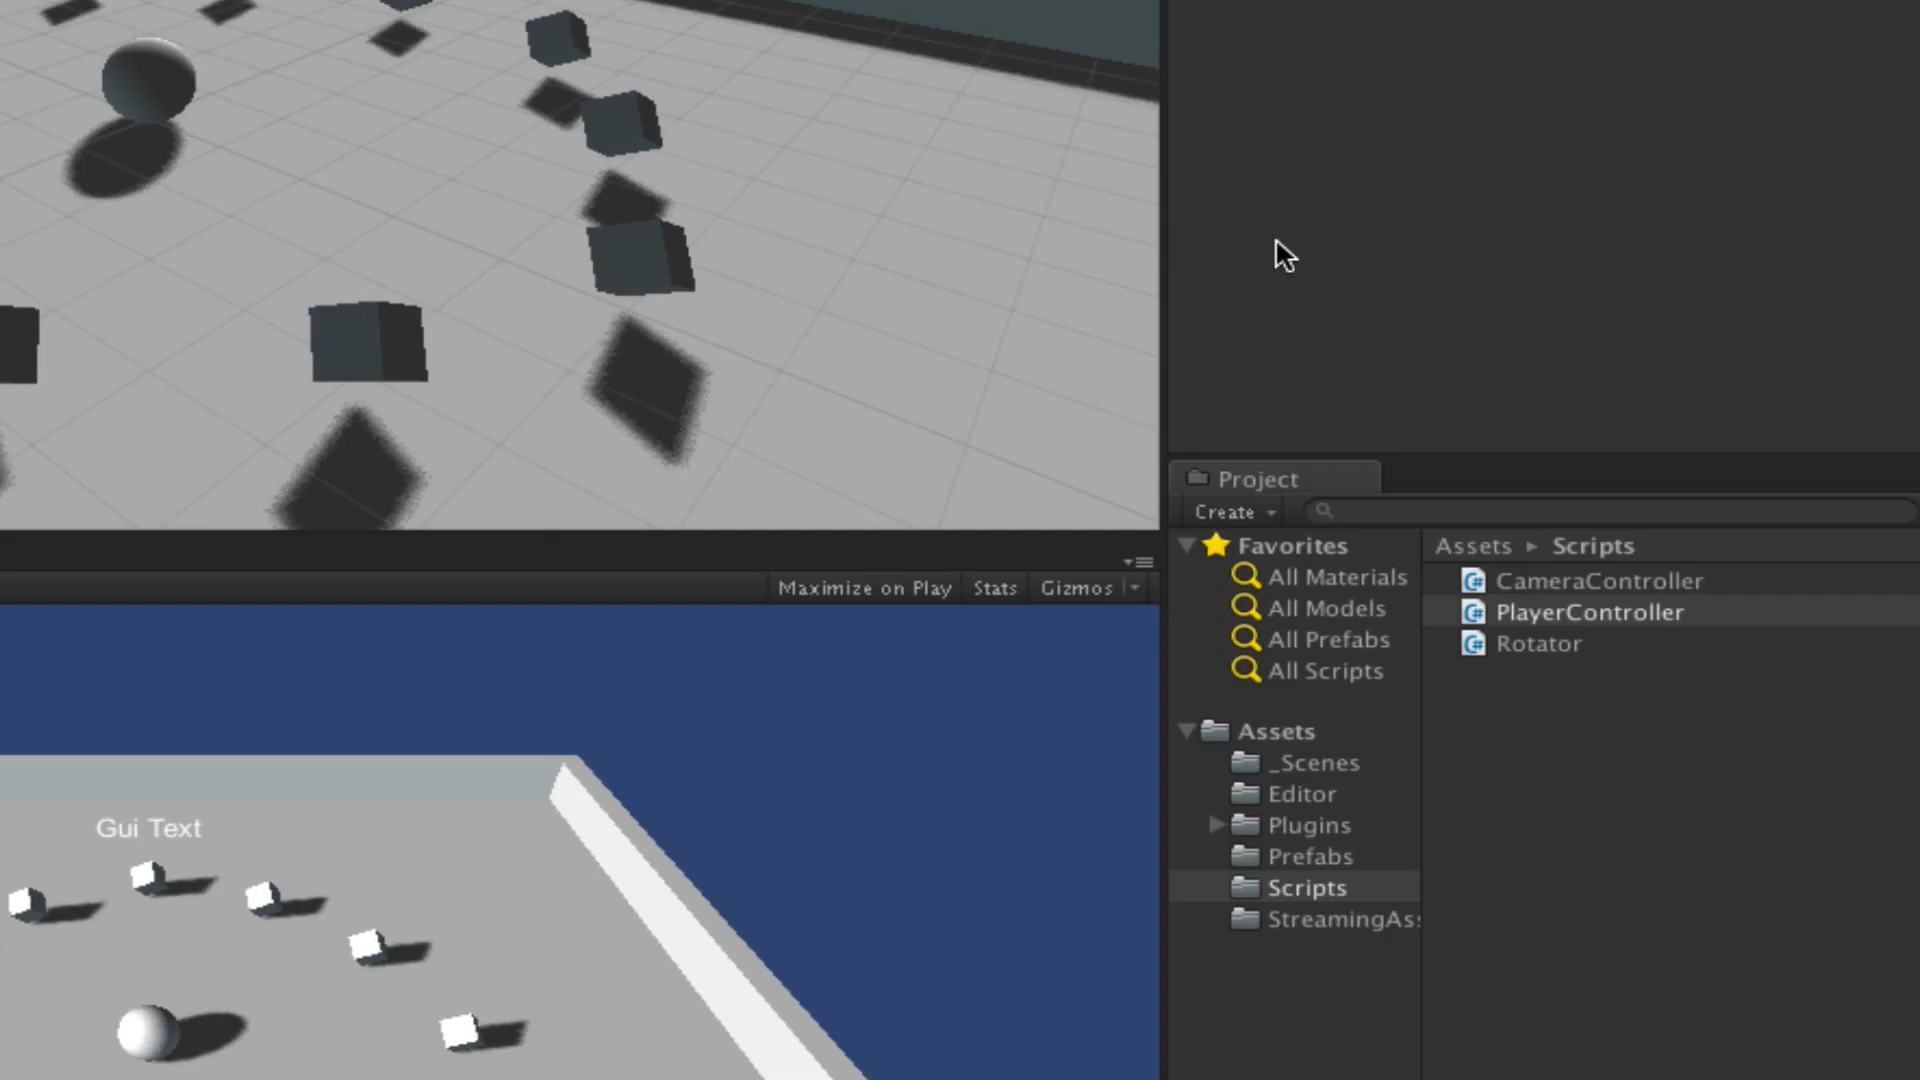 Project
Create
Favorites
All Materials
All Models
All Prefabs
All Scripts
Assets
_Scenes
Editor
Plugins
Prefabs
Scripts
StreamingAss
Assets ▸ Scripts
CameraController
PlayerController
Rotator
Maximize on Play Stats Gizmos
Gui Text